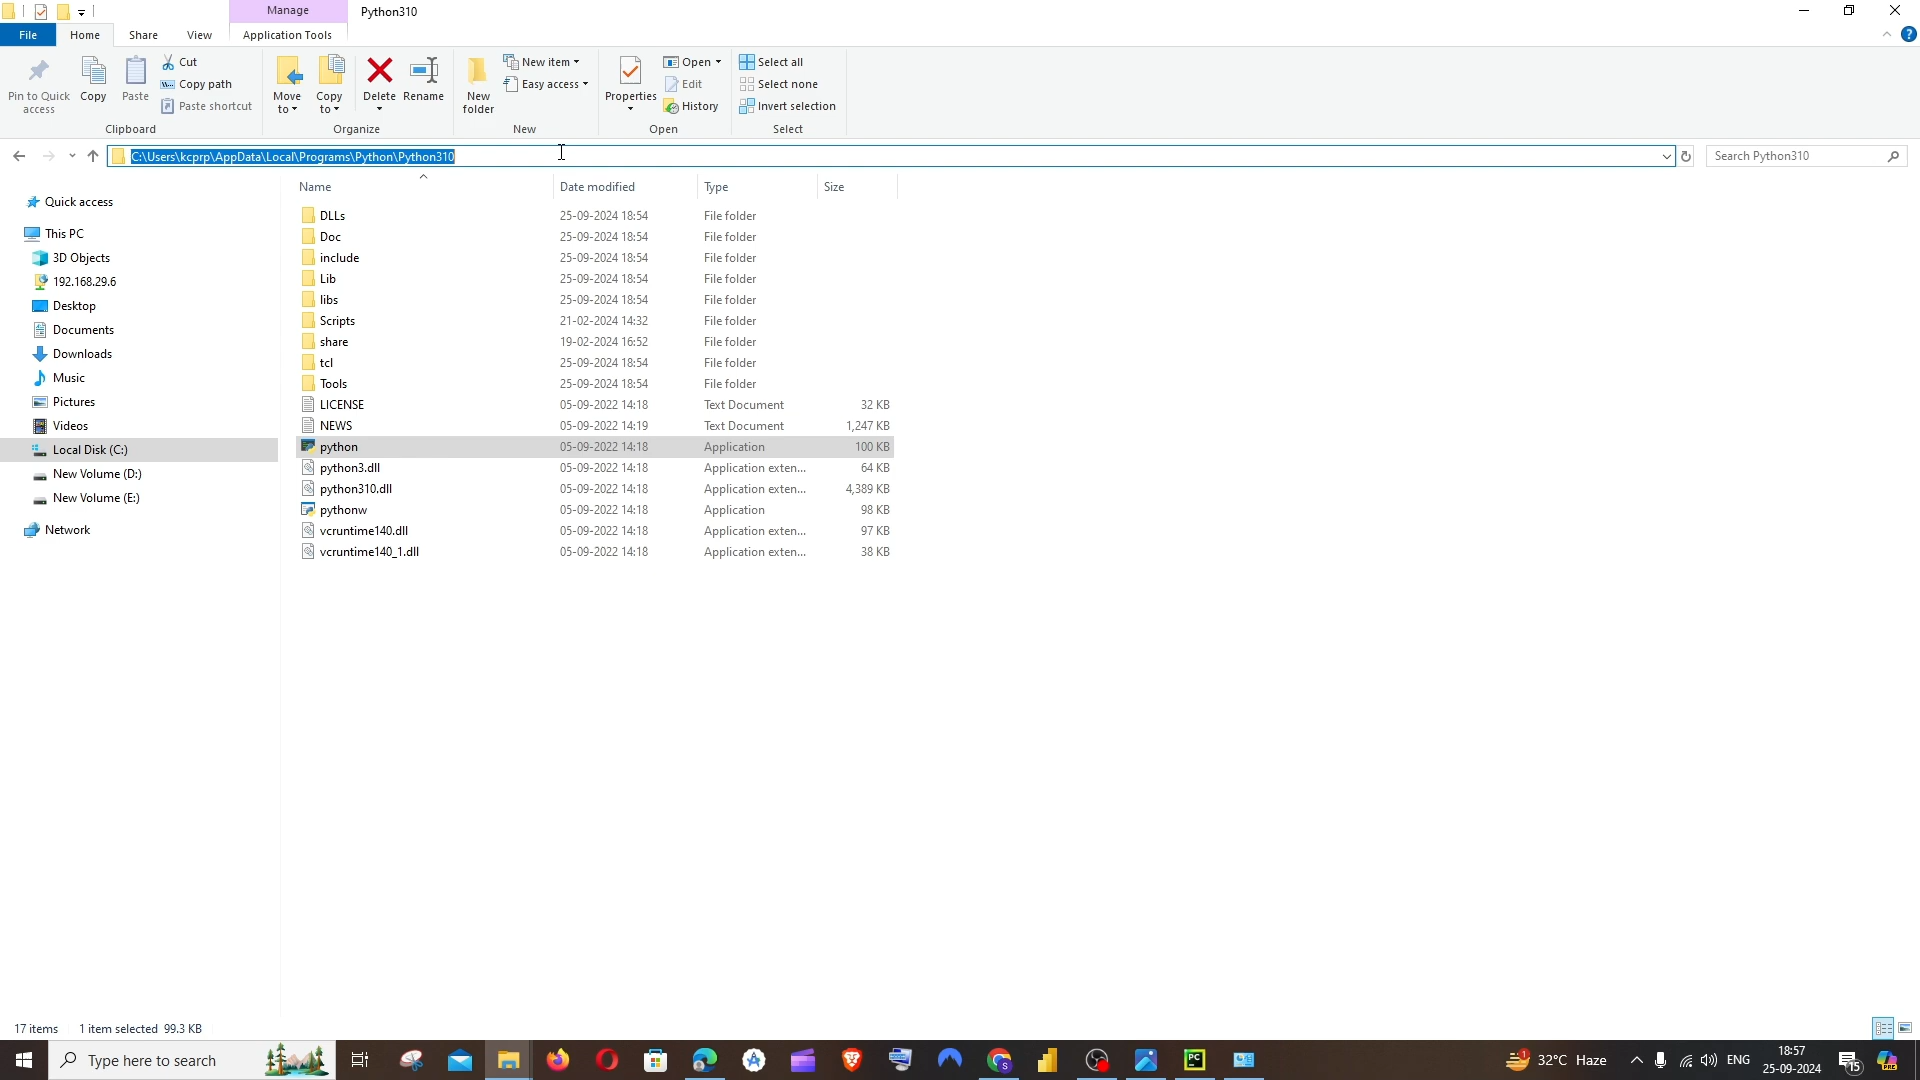 Manage
Python310
File
Home
Share
View
Application Tools
Pin to Quick access
Copy
Paste
Cut
Copy path
Paste shortcut
Clipboard
Move to
Copy to
Delete
Rename
Organize
New folder
New item
Easy access
New
Properties
Open
Edit
History
Open
Select all
Select none
Invert selection
Select
C:\Users\kcprp\AppData\Local\Programs\Python\Python310
Search Python310
Name Date modified Type Size
Quick access
This PC
3D Objects
192.168.29.6
Desktop
Documents
Downloads
Music
Pictures
Videos
Local Disk (C:)
New Volume (D:)
New Volume (E:)
Network
DLLs 25-09-2024 18:54 File folder
Doc 25-09-2024 18:54 File folder
include 25-09-2024 18:54 File folder
Lib 25-09-2024 18:54 File folder
libs 25-09-2024 18:54 File folder
Scripts 21-02-2024 14:32 File folder
share 19-02-2024 16:52 File folder
tcl 25-09-2024 18:54 File folder
Tools 25-09-2024 18:54 File folder
LICENSE 05-09-2022 14:18 Text Document 32 KB
NEWS 05-09-2022 14:19 Text Document 1,247 KB
python 05-09-2022 14:18 Application 100 KB
python3.dll 05-09-2022 14:18 Application exten... 64 KB
python310.dll 05-09-2022 14:18 Application exten... 4,389 KB
pythonw 05-09-2022 14:18 Application 98 KB
vcruntime140.dll 05-09-2022 14:18 Application exten... 97 KB
vcruntime140_1.dll 05-09-2022 14:18 Application exten... 38 KB
17 items 1 item selected 99.3 KB
Type here to search
PC
1
32°C Haze
ENG
18:57
25-09-2024
15
PRE